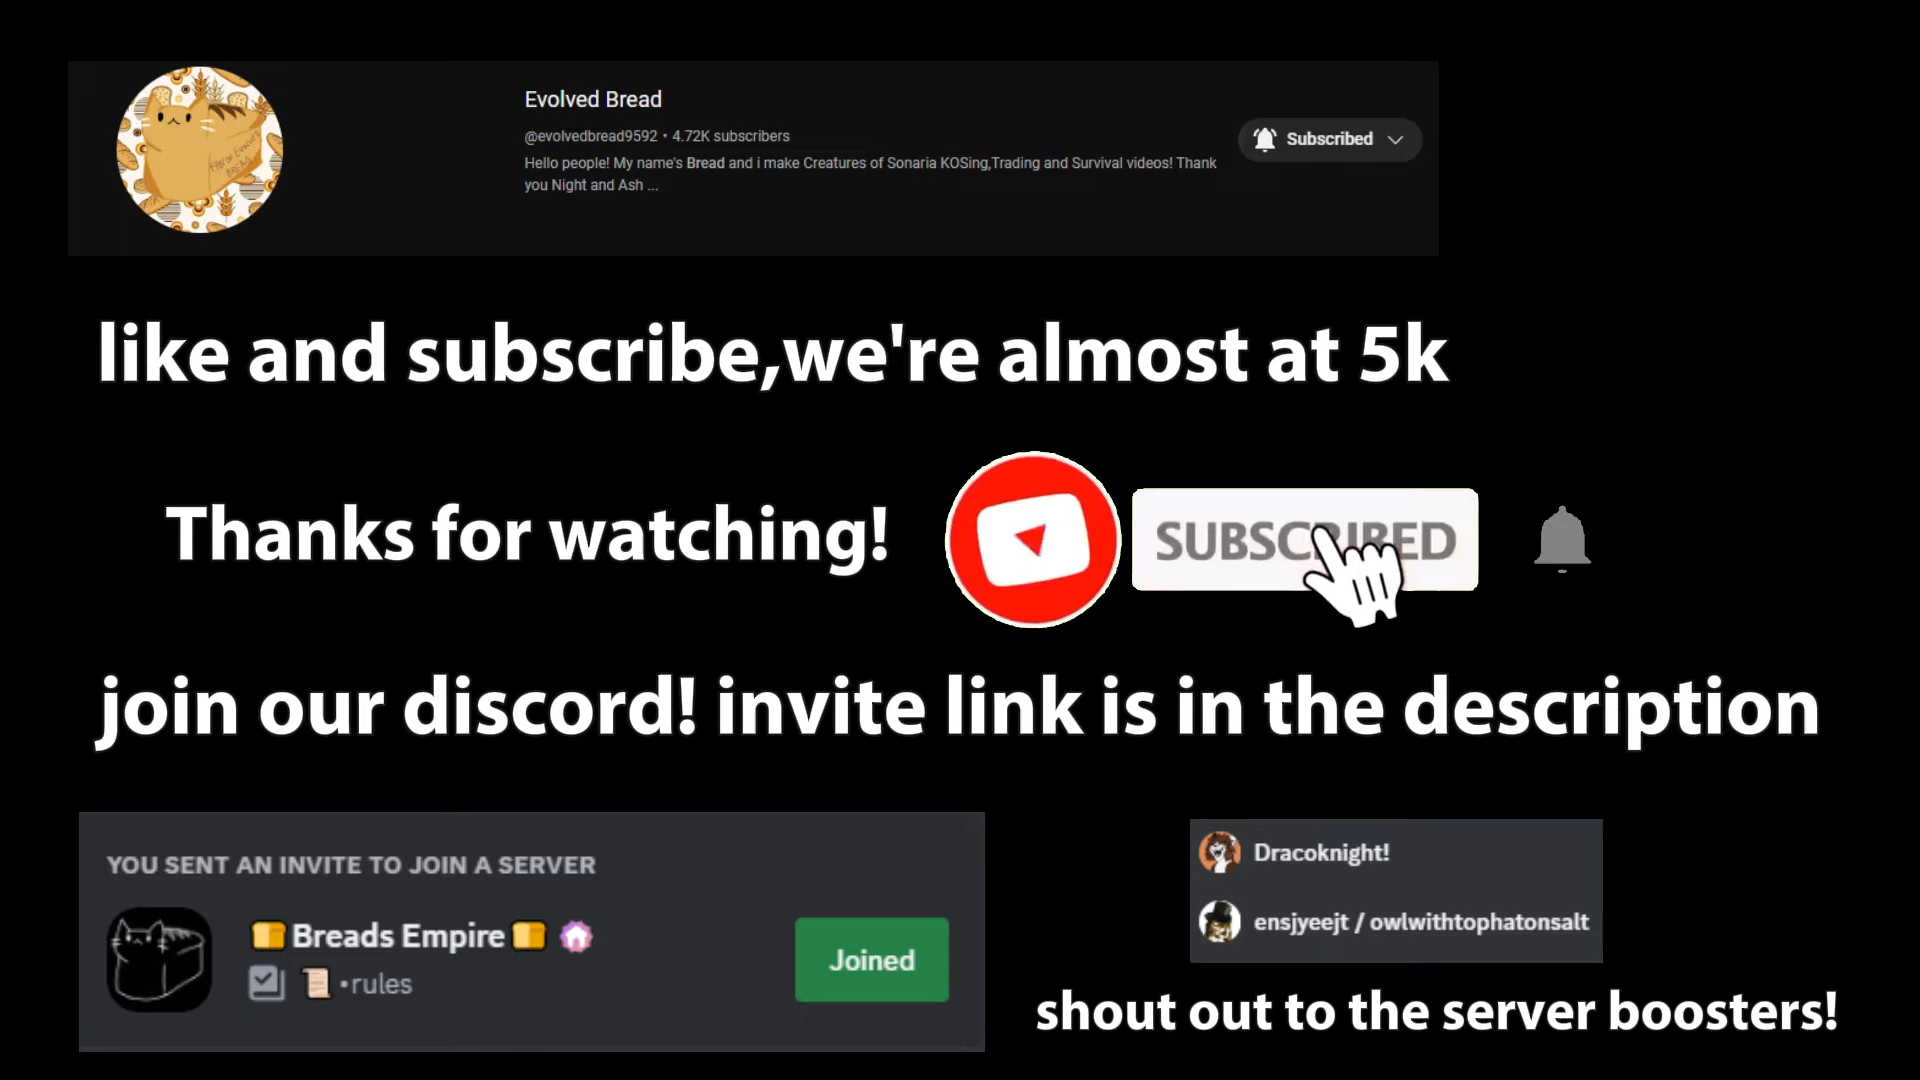 Evolved Bread
@evolvedbread9592 • 4.72K subscribers
Subscribed
Hello people! My name's Bread and i make Creatures of Sonaria KOSing,Trading and Survival videos! Thank
you Night and Ash ...
like and subscribe,we're almost at 5k
Thanks for watching!
SUBSCRIBED
join our discord! invite link is in the description
YOU SENT AN INVITE TO JOIN A SERVER
Breads Empire
•rules
Joined
Dracoknight!
ensjyeejt / owlwithtophatonsalt
shout out to the server boosters!